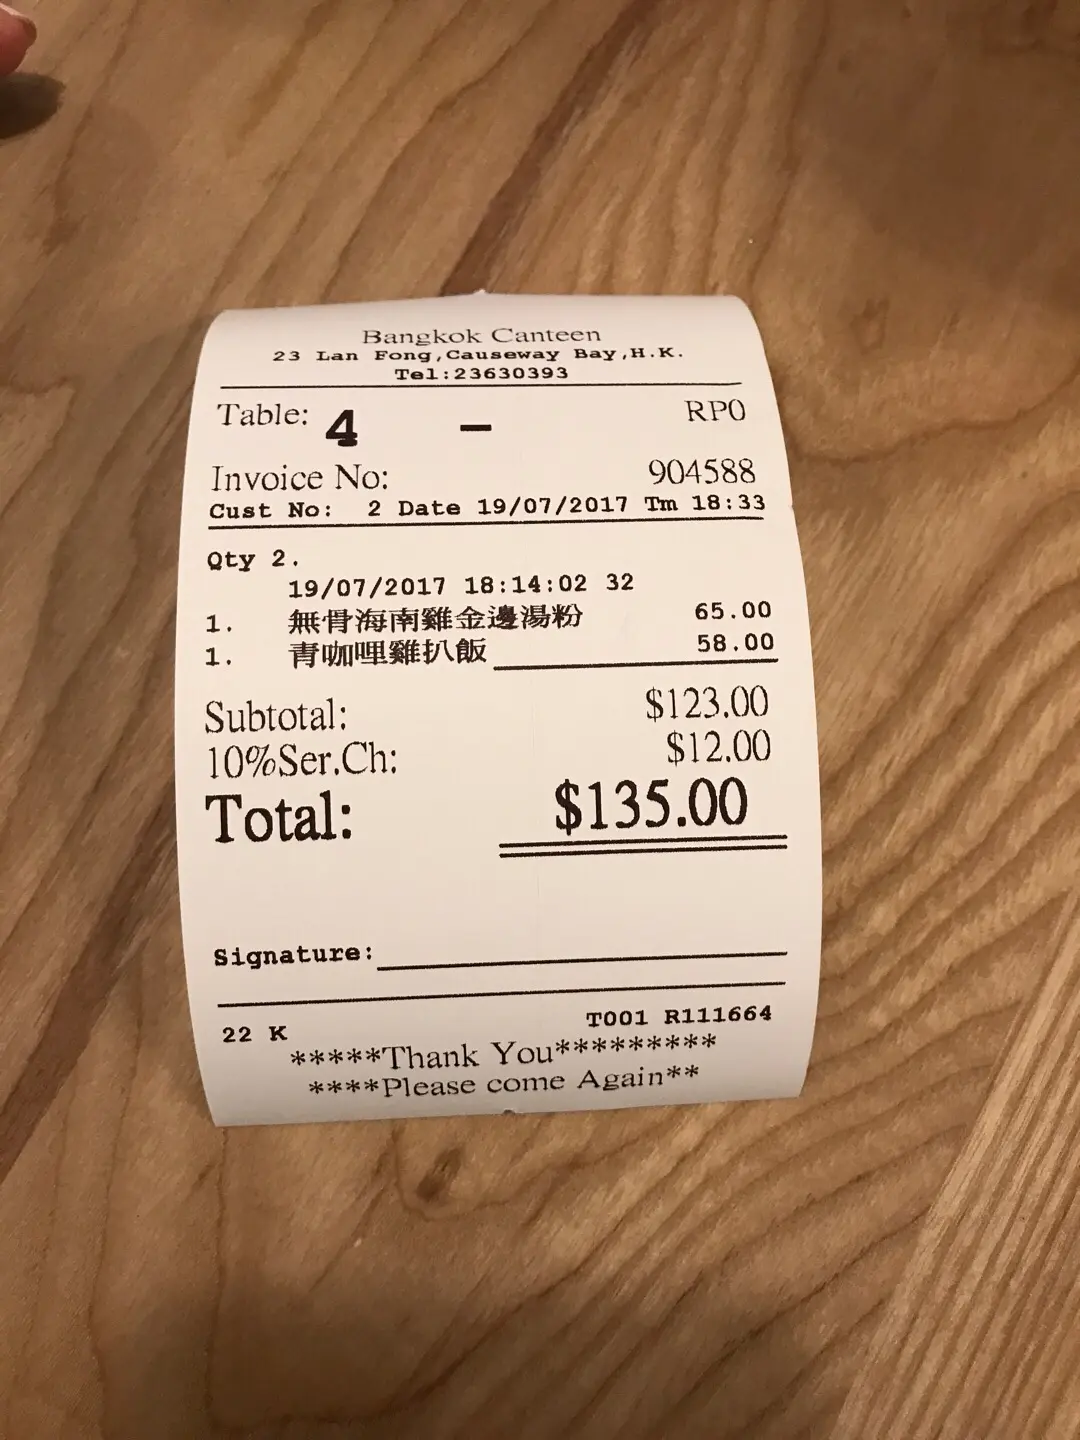 Bangkok Canteen
23 Lan Fong,Causeway Bay,H.K.
Tel:23630393
Table: 4 - RP0
Invoice No: 904588
Cust No: 2 Date 19/07/2017 Tm 18:33
Qty 2.
19/07/2017 18:14:02 32
1. 無骨海南雞金邊湯粉 65.00
1. 青咖哩雞扒飯 58.00
Subtotal: $123.00
10%Ser.Ch: $12.00
Total: $135.00
Signature:
22 K T001 R111664
*****Thank You*********
****Please come Again**